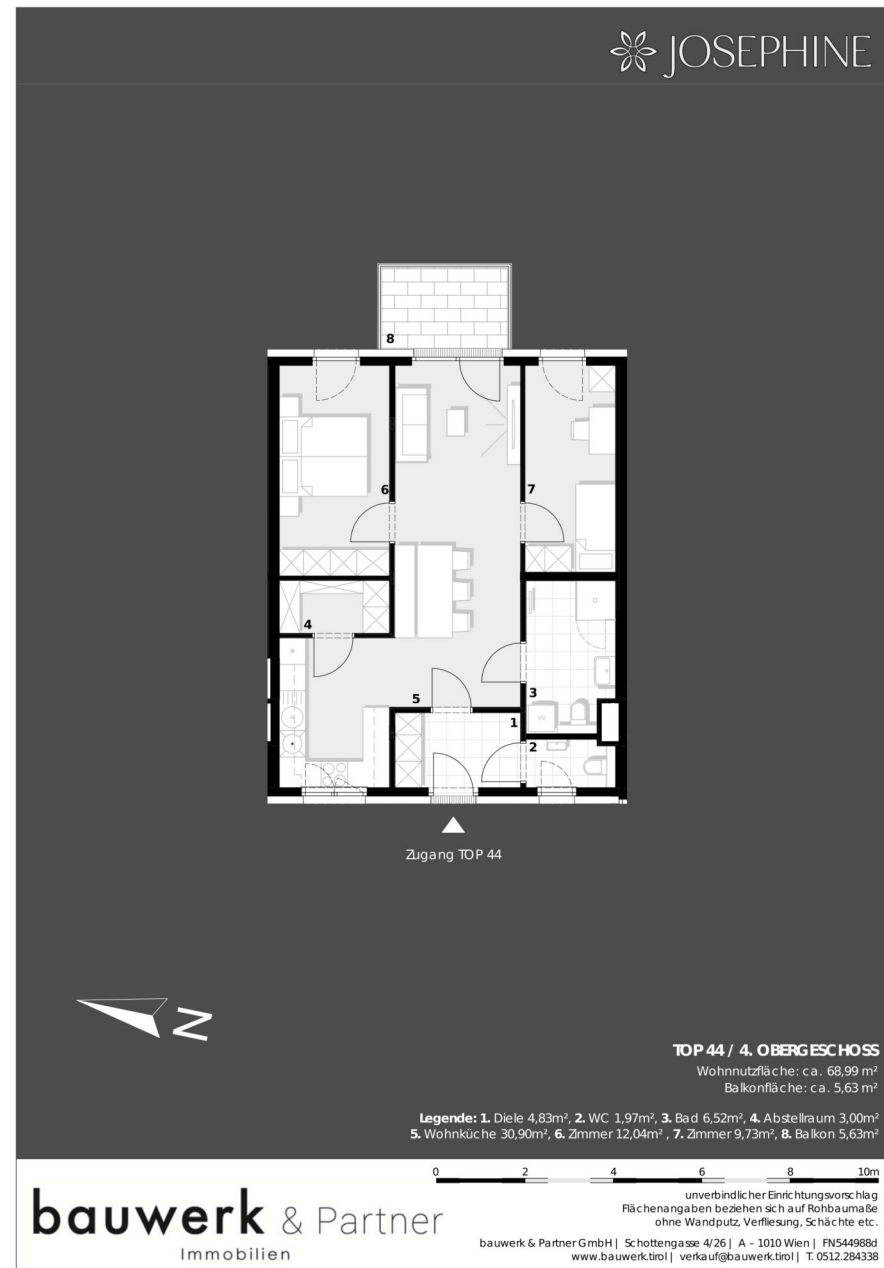 JOSEPHINE
8
6
7
4
5
3
1
2
Zugang TOP 44
N
TOP 44 / 4. OBERGESCHOSS
Wohnnutzfläche: ca. 68,99 m²
Balkonfläche: ca. 5,63 m²
Legende: 1. Diele 4,83m², 2. WC 1,97m², 3. Bad 6,52m², 4. Abstellraum 3,00m²
5. Wohnküche 30,90m², 6. Zimmer 12,04m² , 7. Zimmer 9,73m², 8. Balkon 5,63m²
0 2 4 6 8 10m
unverbindlicher Einrichtungsvorschlag
Flächenangaben beziehen sich auf Rohbaumaße
ohne Wandputz, Verfliesung, Schächte etc.
bauwerk & Partner
Immobilien
bauwerk & Partner GmbH | Schottengasse 4/26 | A – 1010 Wien | FN544988d
www.bauwerk.tirol | verkauf@bauwerk.tirol | T. 0512.284338